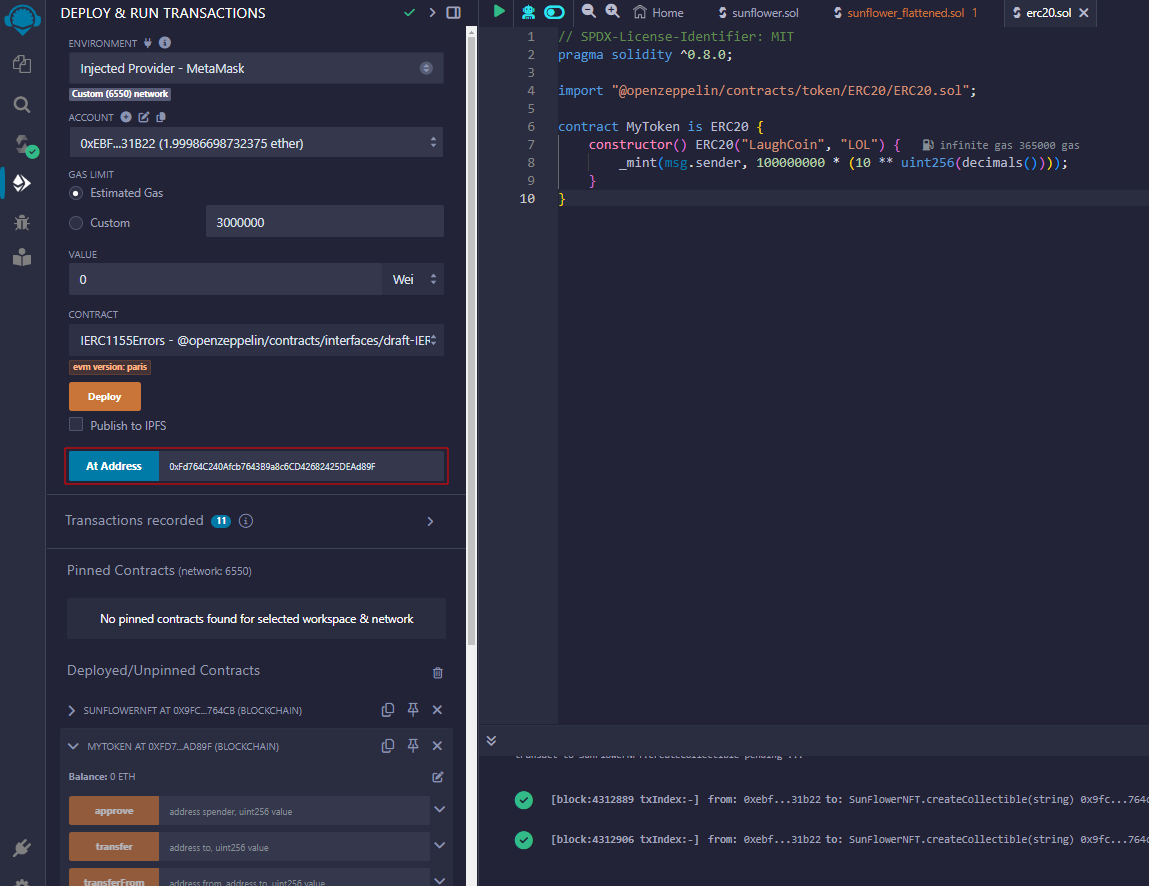 DEPLOY & RUN TRANSACTIONS
ENVIRONMENT
Injected Provider - MetaMask
Custom (6550) network
ACCOUNT
0xEBF...31B22 (1.99986698732375 ether)
GAS LIMIT
Estimated Gas
Custom
3000000
VALUE
0
Wei
CONTRACT
IERC1155Errors - @openzeppelin/contracts/interfaces/draft-IER
evm version: paris
Deploy
Publish to IPFS
At Address
0xFd764C240Afcb7643B9a8c6CD42682425DEAd89F
Transactions recorded 11
Pinned Contracts (network: 6550)
No pinned contracts found for selected workspace & network
Deployed/Unpinned Contracts
SUNFLOWERNFT AT 0X9FC...764CB (BLOCKCHAIN)
MYTOKEN AT 0XFD7...AD89F (BLOCKCHAIN)
Balance: 0 ETH
approve address spender, uint256 value
transfer address to, uint256 value
transferFrom address from, address to, uint256 value
Home
sunflower.sol
sunflower_flattened.sol 1
erc20.sol
1 // SPDX-License-Identifier: MIT
2 pragma solidity ^0.8.0;
3
4 import "@openzeppelin/contracts/token/ERC20/ERC20.sol";
5
6 contract MyToken is ERC20 {
7 constructor() ERC20("LaughCoin", "LOL") { infinite gas 365000 gas
8 _mint(msg.sender, 100000000 * (10 ** uint256(decimals())));
9 }
10 }
transact to SunFlowerNFT.createCollectible pending ...
[block:4312889 txIndex:-] from: 0xebf...31b22 to: SunFlowerNFT.createCollectible(string) 0x9fc...764c
[block:4312906 txIndex:-] from: 0xebf...31b22 to: SunFlowerNFT.createCollectible(string) 0x9fc...764c